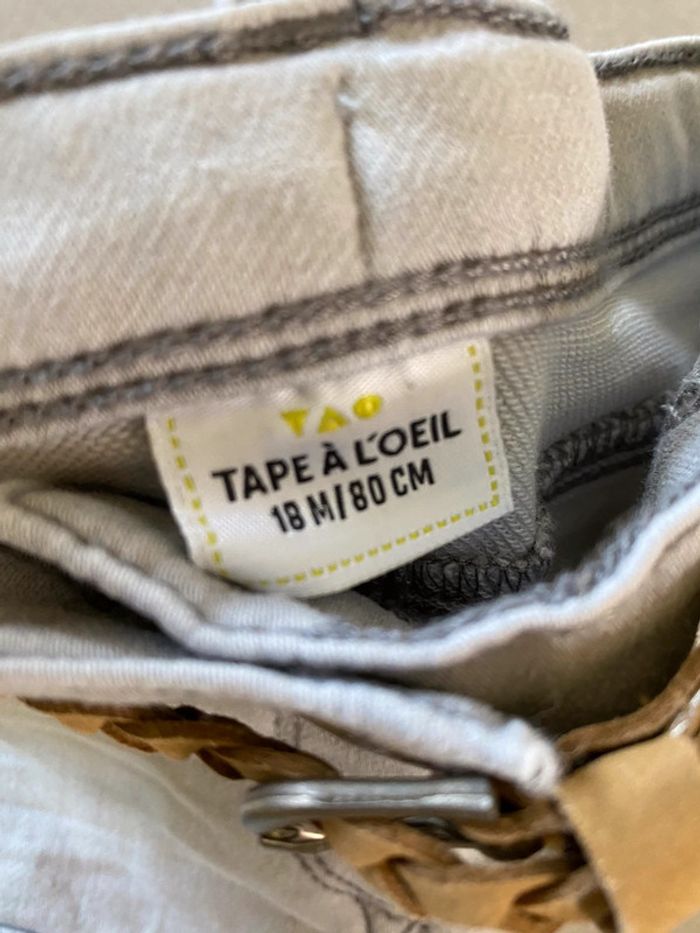 TAO
TAPE À L'OEIL
18 M/80 CM